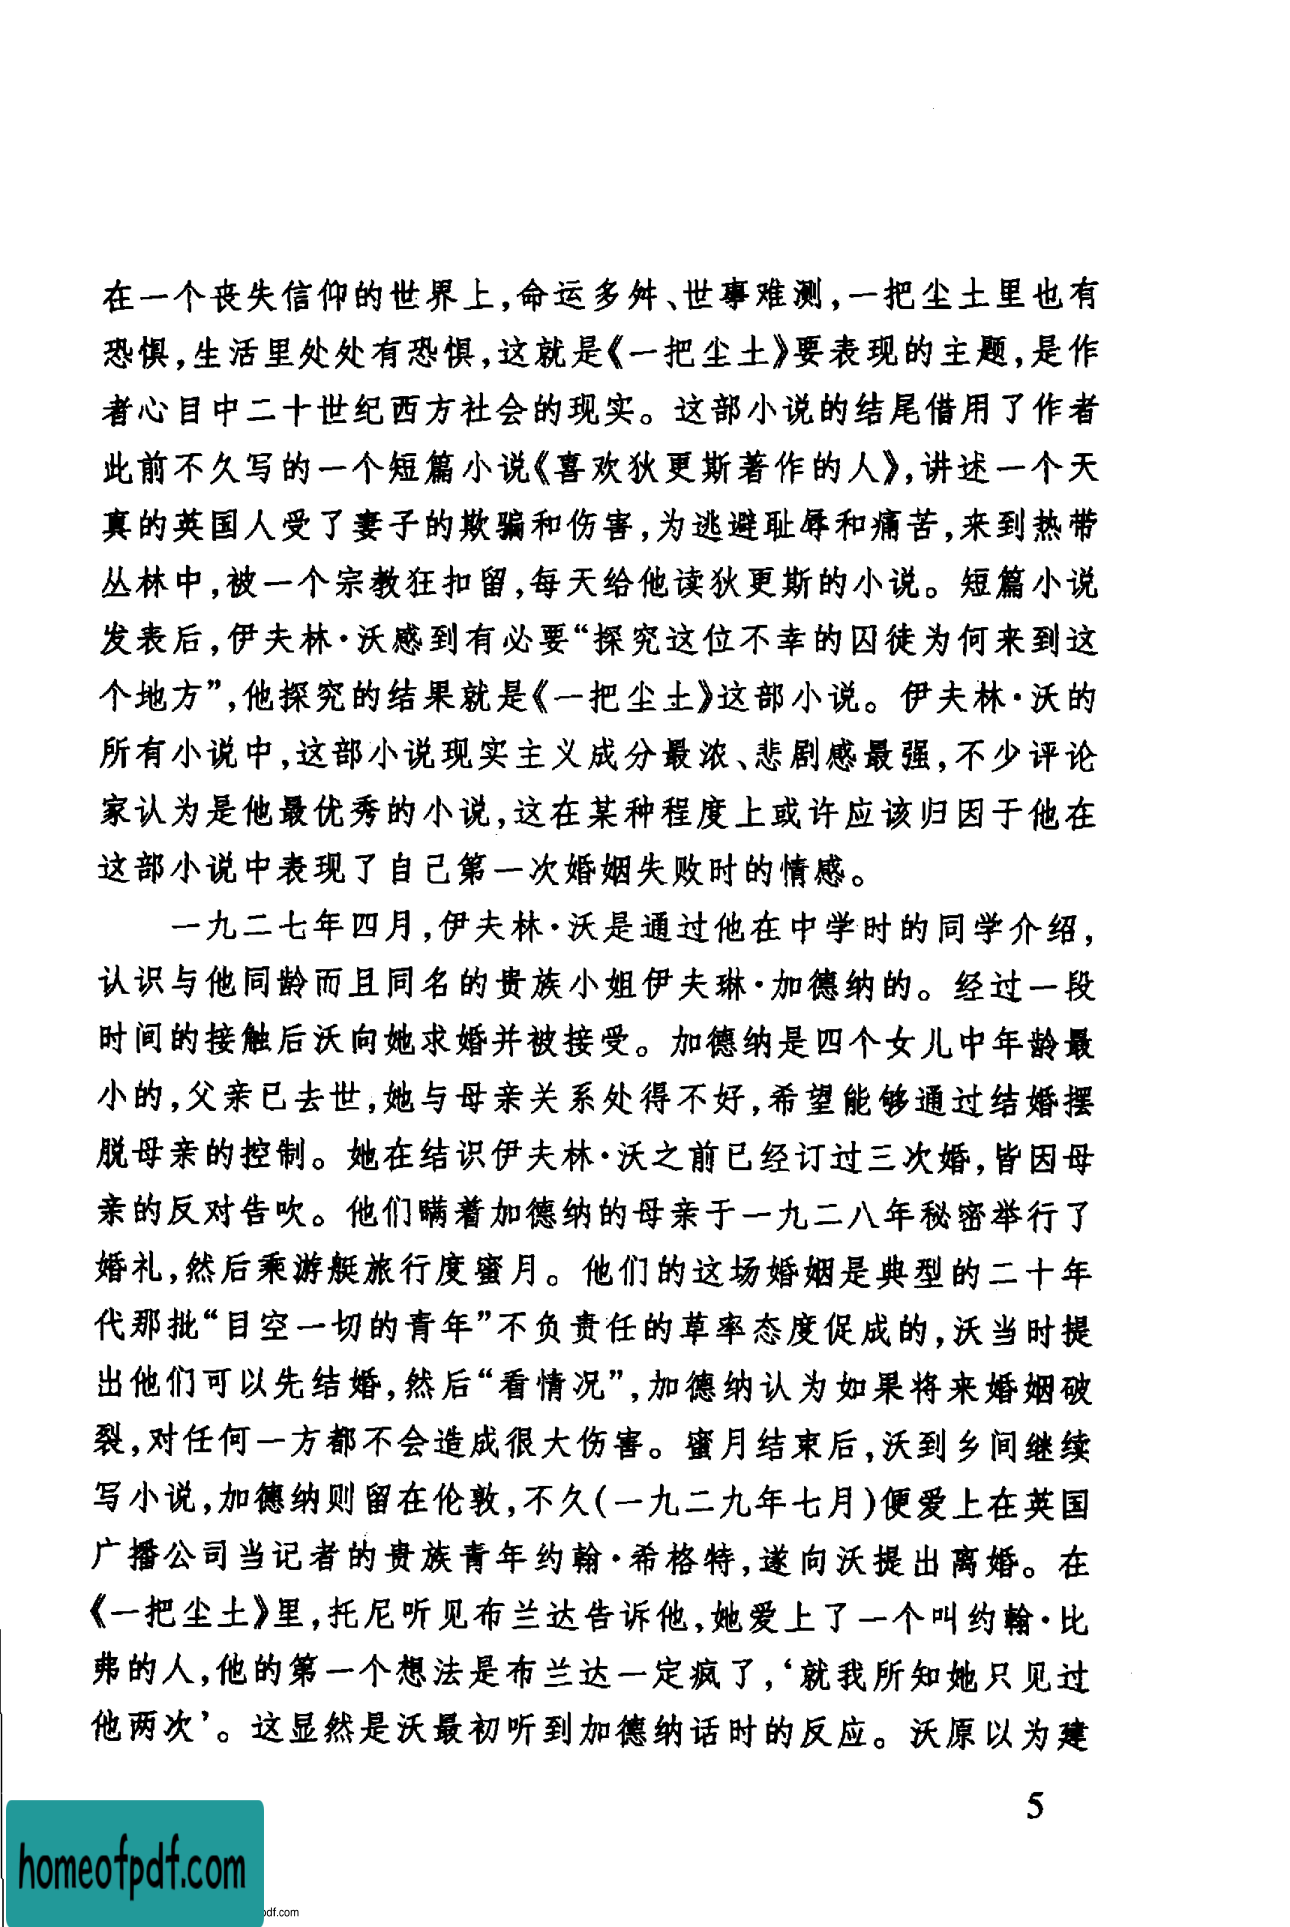 在一个丧失信仰的世界上,命运多舛、世事难测,一把尘土里也有
恐惧,生活里处处有恐惧,这就是《一把尘土》要表现的主题,是作
者心目中二十世纪西方社会的现实。这部小说的结尾借用了作者
此前不久写的一个短篇小说《喜欢狄更斯著作的人》,讲述一个天
真的英国人受了妻子的欺骗和伤害,为逃避耻辱和痛苦,来到热带
丛林中,被一个宗教狂扣留,每天给他读狄更斯的小说。短篇小说
发表后,伊夫林·沃感到有必要“探究这位不幸的囚徒为何来到这
个地方”,他探究的结果就是《一把尘土》这部小说。伊夫林·沃的
所有小说中,这部小说现实主义成分最浓、悲剧感最强,不少评论
家认为是他最优秀的小说,这在某种程度上或许应该归因于他在
这部小说中表现了自己第一次婚姻失败时的情感。
一九二七年四月,伊夫林·沃是通过他在中学时的同学介绍,
认识与他同龄而且同名的贵族小姐伊夫琳·加德纳的。经过一段
时间的接触后沃向她求婚并被接受。加德纳是四个女儿中年龄最
小的,父亲已去世,她与母亲关系处得不好,希望能够通过结婚摆
脱母亲的控制。她在结识伊夫林·沃之前已经订过三次婚,皆因母
亲的反对告吹。他们瞒着加德纳的母亲于一九二八年秘密举行了
婚礼,然后乘游艇旅行度蜜月。他们的这场婚姻是典型的二十年
代那批“目空一切的青年”不负责任的草率态度促成的,沃当时提
出他们可以先结婚,然后“看情况”,加德纳认为如果将来婚姻破
裂,对任何一方都不会造成很大伤害。蜜月结束后,沃到乡间继续
写小说,加德纳则留在伦敦,不久(一九二九年七月)便爱上在英国
广播公司当记者的贵族青年约翰·希格特,遂向沃提出离婚。在
《一把尘土》里,托尼听见布兰达告诉他,她爱上了一个叫约翰·比
弗的人,他的第一个想法是布兰达一定疯了,‘就我所知她只见过
他两次’。这显然是沃最初听到加德纳话时的反应。沃原以为建
5
homeofpdf.com
pdf.com